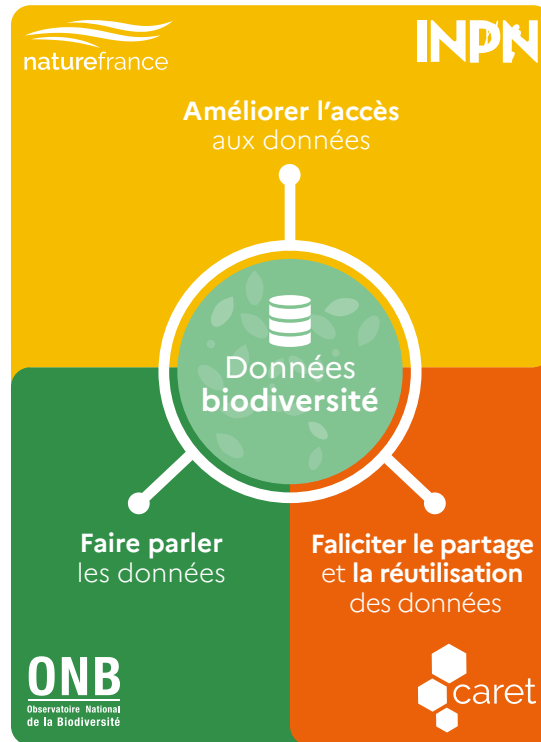 naturefrance
INPN
Améliorer l'accès
aux données
Données
biodiversité
Faire parler
les données
Faliciter le partage
et la réutilisation
des données
ONB
Observatoire National
de la Biodiversité
caret